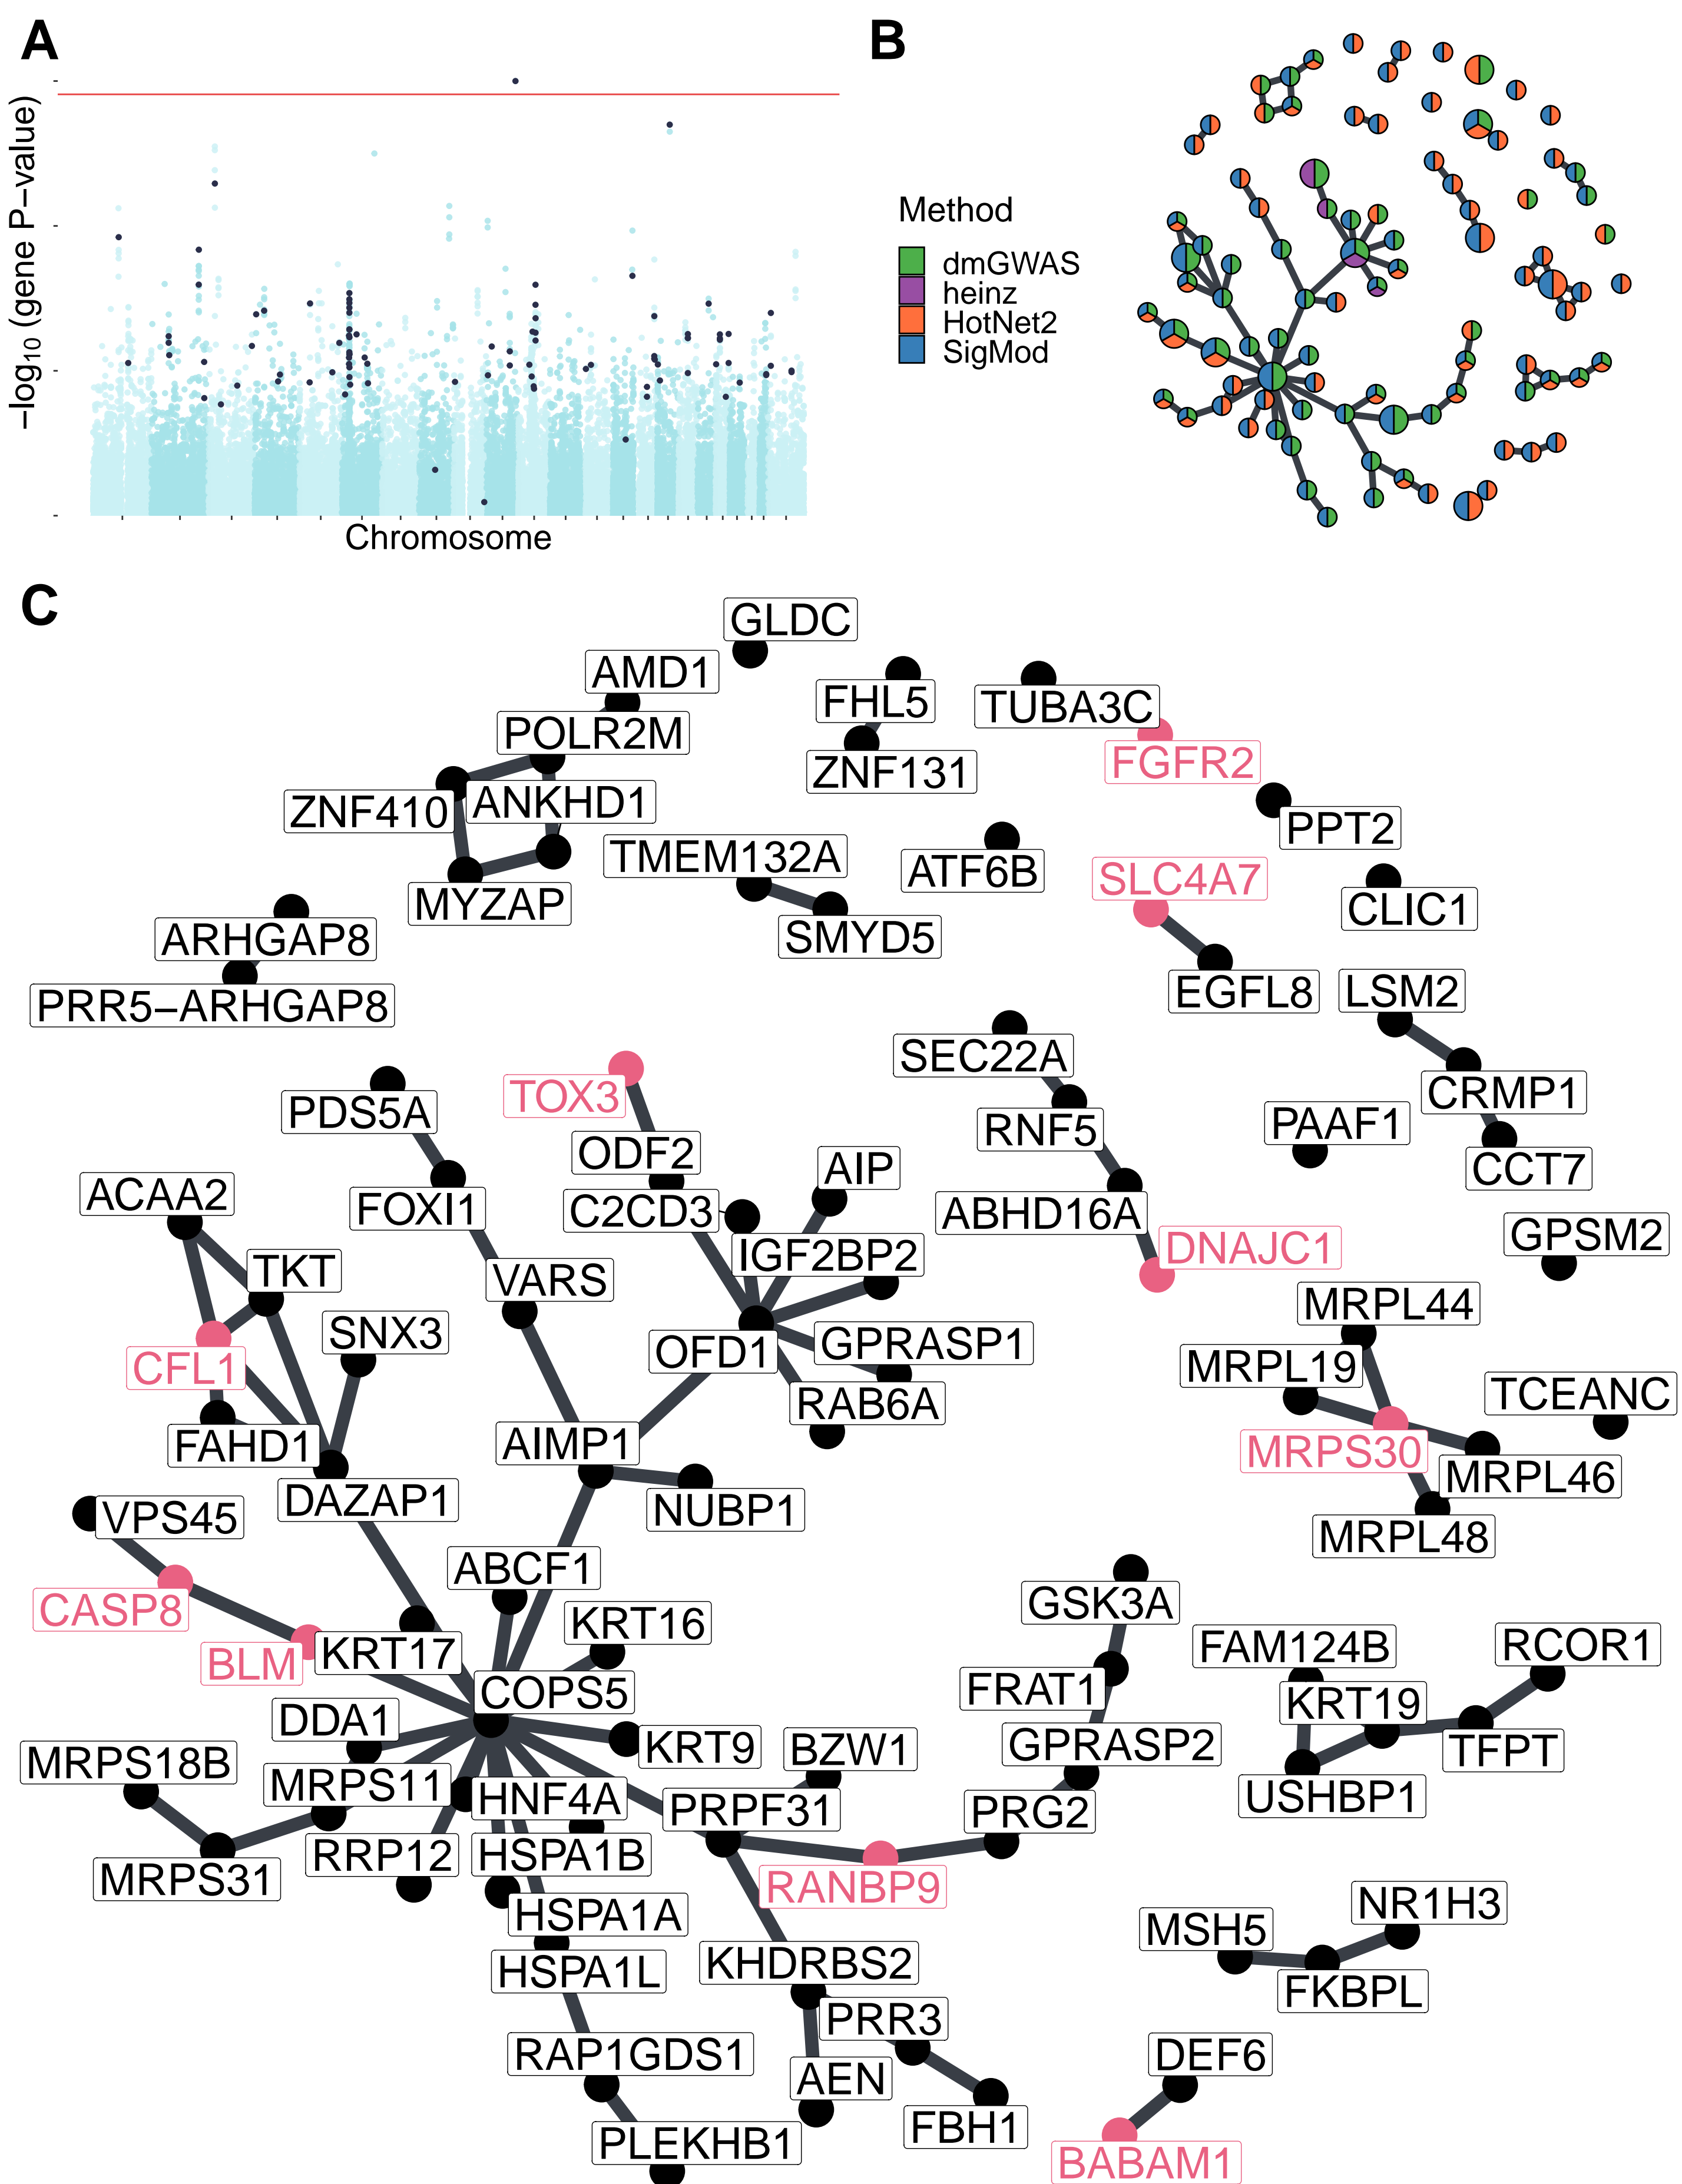 A
−log10 (gene P−value)
Chromosome
B
Method
dmGWAS
heinz
HotNet2
SigMod
C
GLDC
AMD1
FHL5
TUBA3C
POLR2M
FGFR2
ZNF131
ZNF410
ANKHD1
PPT2
TMEM132A
ATF6B
SLC4A7
MYZAP
CLIC1
ARHGAP8
SMYD5
PRR5−ARHGAP8
EGFL8
LSM2
SEC22A
TOX3
CRMP1
PDS5A
RNF5
PAAF1
ODF2
AIP
CCT7
ACAA2
FOXI1
C2CD3
ABHD16A
GPSM2
IGF2BP2
DNAJC1
TKT
VARS
MRPL44
SNX3
OFD1
GPRASP1
CFL1
MRPL19
TCEANC
RAB6A
FAHD1
AIMP1
MRPS30
MRPL46
DAZAP1
NUBP1
VPS45
MRPL48
ABCF1
CASP8
GSK3A
KRT16
BLM
KRT17
FAM124B
RCOR1
COPS5
FRAT1
KRT19
DDA1
KRT9
BZW1
GPRASP2
TFPT
MRPS18B
MRPS11
HNF4A
PRPF31
PRG2
USHBP1
RRP12
HSPA1B
MRPS31
RANBP9
HSPA1A
NR1H3
MSH5
HSPA1L
KHDRBS2
FKBPL
PRR3
RAP1GDS1
DEF6
AEN
FBH1
PLEKHB1
BABAM1